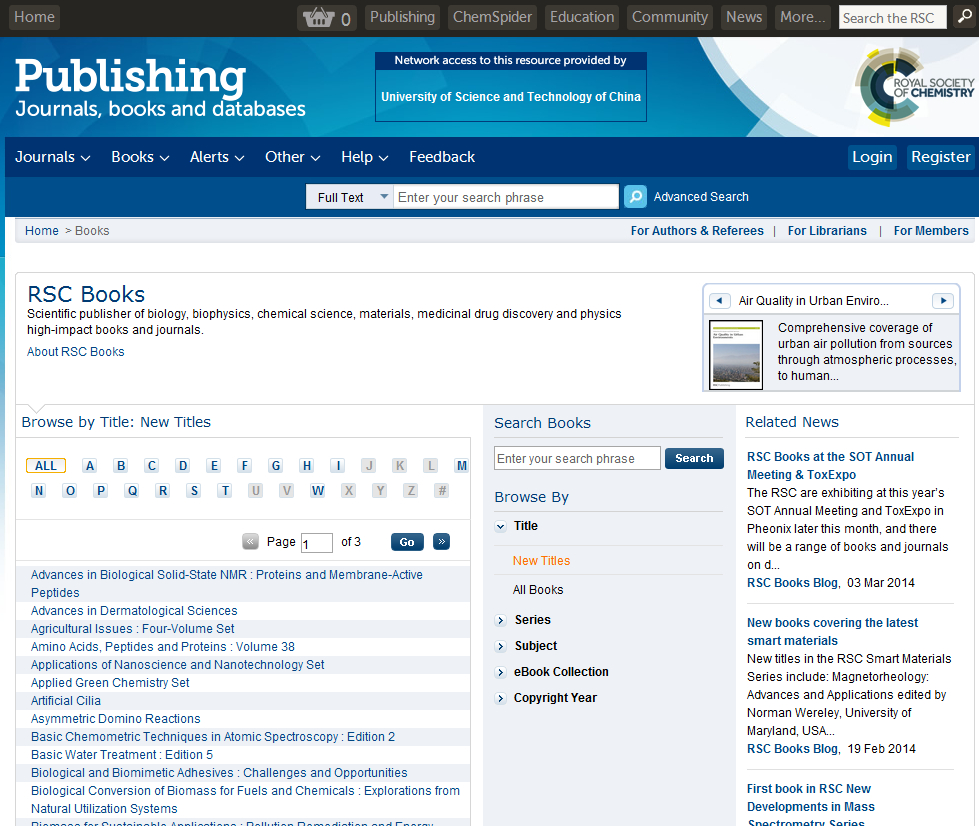 Home
0
Publishing
ChemSpider
Education
Community
News
More...
Search the RSC
Publishing
Journals, books and databases
Network access to this resource provided by
University of Science and Technology of China
ROYAL SOCIETY
OF CHEMISTRY
Journals
Books
Alerts
Other
Help
Feedback
Login
Register
Full Text
Enter your search phrase
Advanced Search
Home > Books
For Authors & Referees | For Librarians | For Members
RSC Books
Scientific publisher of biology, biophysics, chemical science, materials, medicinal drug discovery and physics
high-impact books and journals.
About RSC Books
Air Quality in Urban Enviro...
Comprehensive coverage of
urban air pollution from sources
through atmospheric processes,
to human...
Browse by Title: New Titles
ALL A B C D E F G H I J K L M
N O P Q R S T U V W X Y Z #
« Page 1 of 3 Go »
Advances in Biological Solid-State NMR : Proteins and Membrane-Active
Peptides
Advances in Dermatological Sciences
Agricultural Issues : Four-Volume Set
Amino Acids, Peptides and Proteins : Volume 38
Applications of Nanoscience and Nanotechnology Set
Applied Green Chemistry Set
Artificial Cilia
Asymmetric Domino Reactions
Basic Chemometric Techniques in Atomic Spectroscopy : Edition 2
Basic Water Treatment : Edition 5
Biological and Biomimetic Adhesives : Challenges and Opportunities
Biological Conversion of Biomass for Fuels and Chemicals : Explorations from
Natural Utilization Systems
Biomass for Sustainable Applications : Pollution Remediation and Energy
Search Books
Enter your search phrase
Search
Browse By
Title
New Titles
All Books
Series
Subject
eBook Collection
Copyright Year
Related News
RSC Books at the SOT Annual
Meeting & ToxExpo
The RSC are exhibiting at this year's
SOT Annual Meeting and ToxExpo in
Pheonix later this month, and there
will be a range of books and journals
on d...
RSC Books Blog, 03 Mar 2014
New books covering the latest
smart materials
New titles in the RSC Smart Materials
Series include: Magnetorheology:
Advances and Applications edited by
Norman Wereley, University of
Maryland, USA...
RSC Books Blog, 19 Feb 2014
First book in RSC New
Developments in Mass
Spectrometry Series